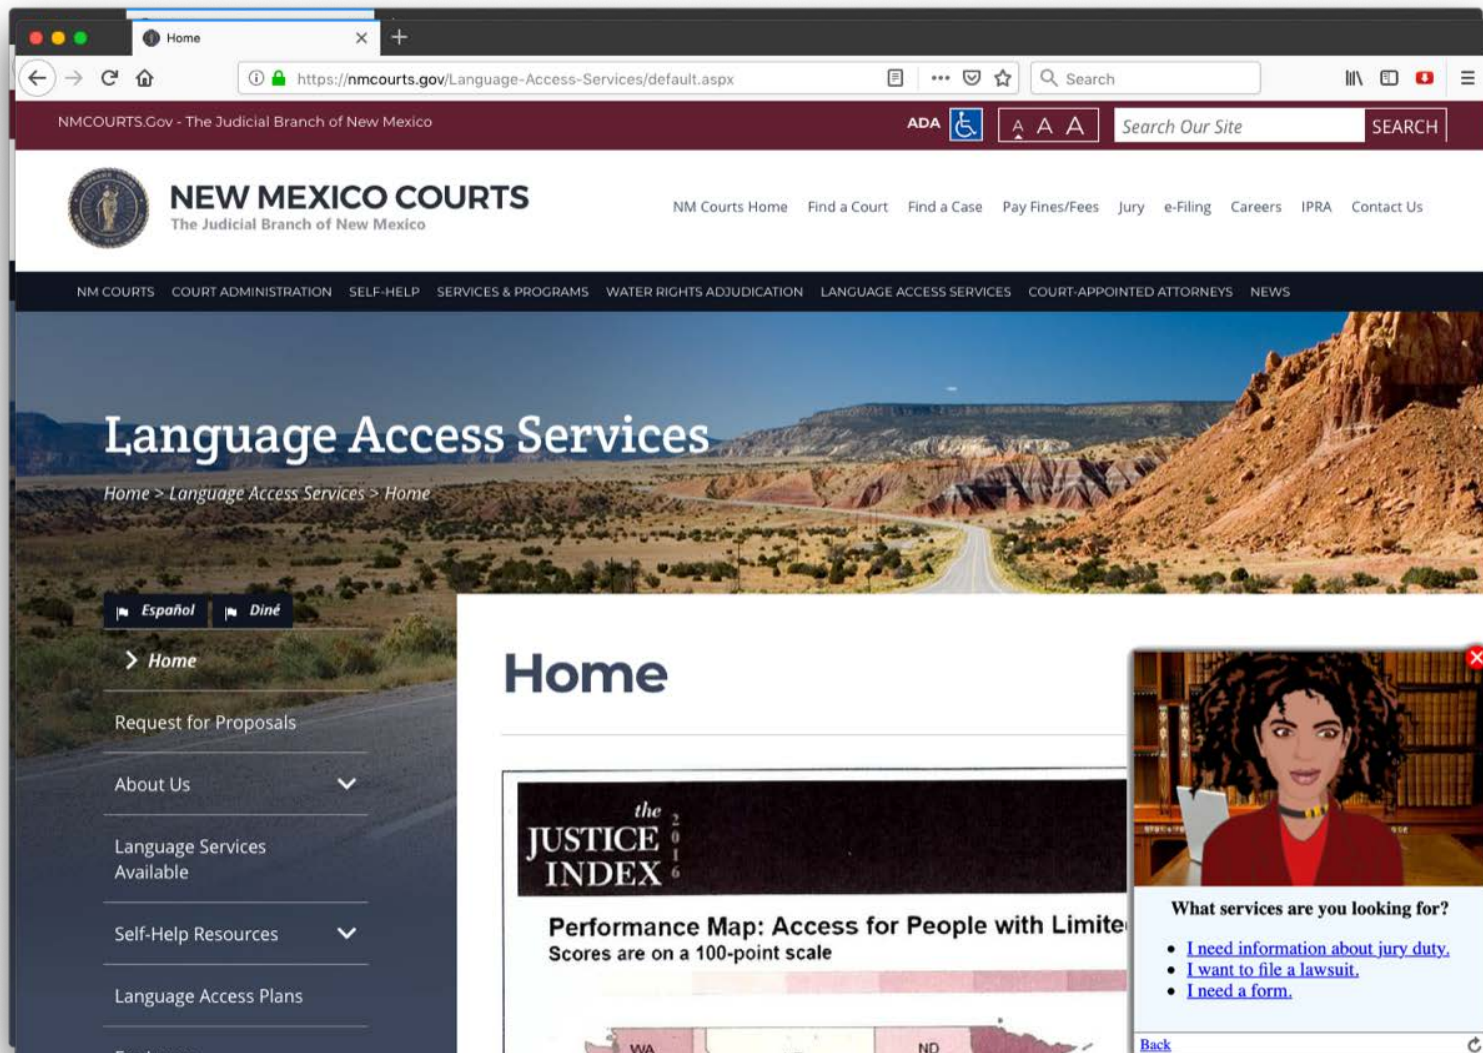 Home
https://nmcourts.gov/Language-Access-Services/default.aspx
Search
NMCOURTS.Gov - The Judicial Branch of New Mexico
ADA
A A A
Search Our Site
SEARCH
NEW MEXICO COURTS
The Judicial Branch of New Mexico
NM Courts Home Find a Court Find a Case Pay Fines/Fees Jury e-Filing Careers IPRA Contact Us
NM COURTS COURT ADMINISTRATION SELF-HELP SERVICES & PROGRAMS WATER RIGHTS ADJUDICATION LANGUAGE ACCESS SERVICES COURT-APPOINTED ATTORNEYS NEWS
Language Access Services
Home > Language Access Services > Home
Español Diné
Home
Request for Proposals
About Us
Language Services
Available
Self-Help Resources
Language Access Plans
Home
the
JUSTICE
INDEX
2016
Performance Map: Access for People with Limite
Scores are on a 100-point scale
WA
ND
What services are you looking for?
I need information about jury duty.
I want to file a lawsuit.
I need a form.
Back